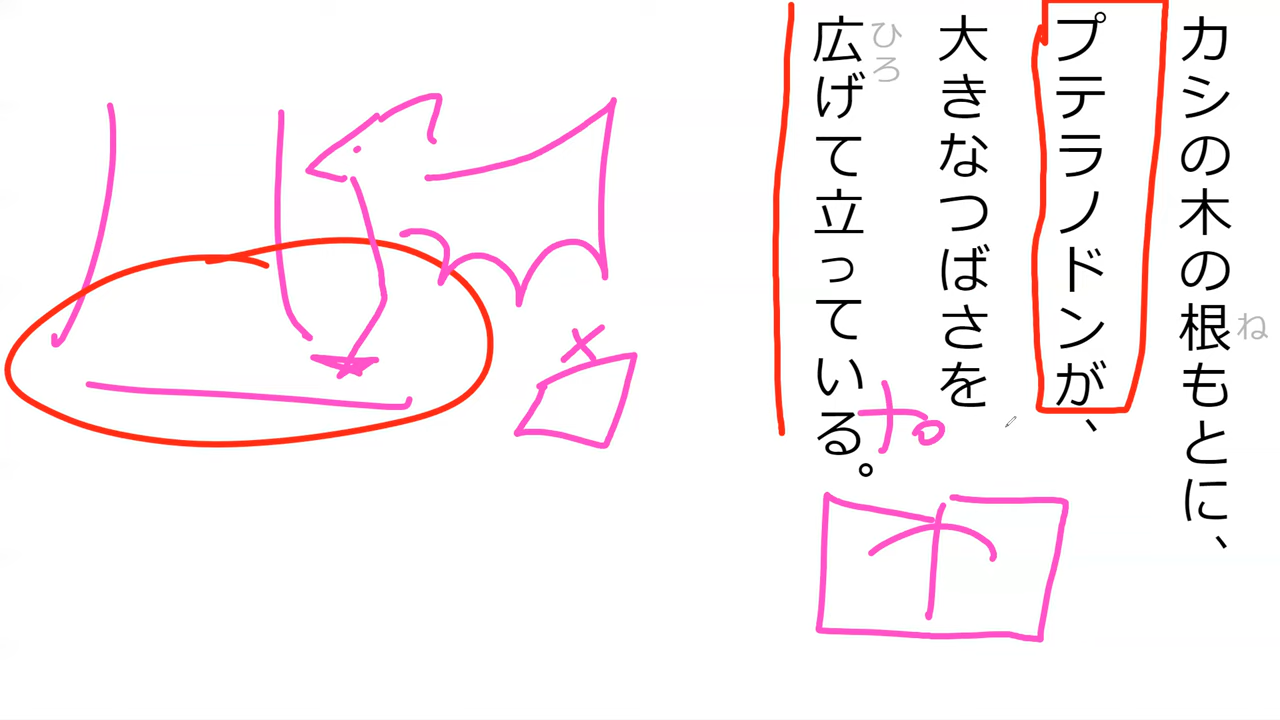 カシの木の根もとに、
ね
プテラノドンが、
大きなつばさを
広げて立っている。
ひろ